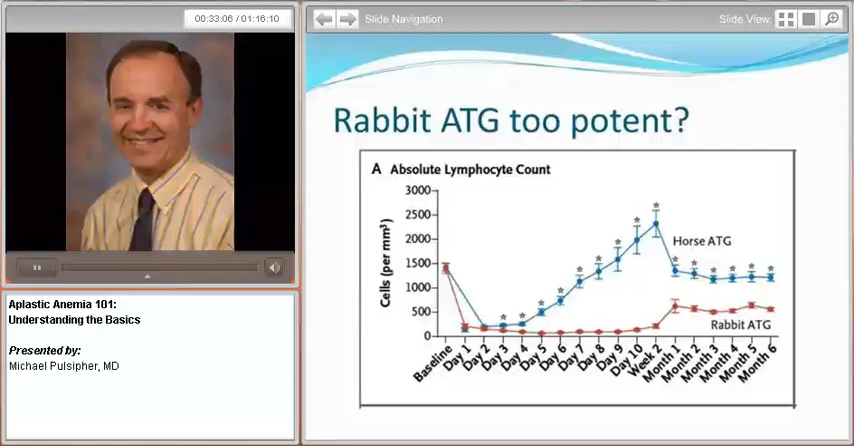 00:33:06 / 01:16:10
Slide Navigation
Slide View:
Rabbit ATG too potent?
A Absolute Lymphocyte Count
3000
2500
2000
1500
1000
500
0
Cells (per mm³)
Horse ATG
Rabbit ATG
Baseline
Day 1
Day 2
Day 3
Day 4
Day 5
Day 6
Day 7
Day 8
Day 9
Day 10
Week 2
Month 1
Month 2
Month 3
Month 4
Month 5
Month 6
Aplastic Anemia 101:
Understanding the Basics
Presented by:
Michael Pulsipher, MD